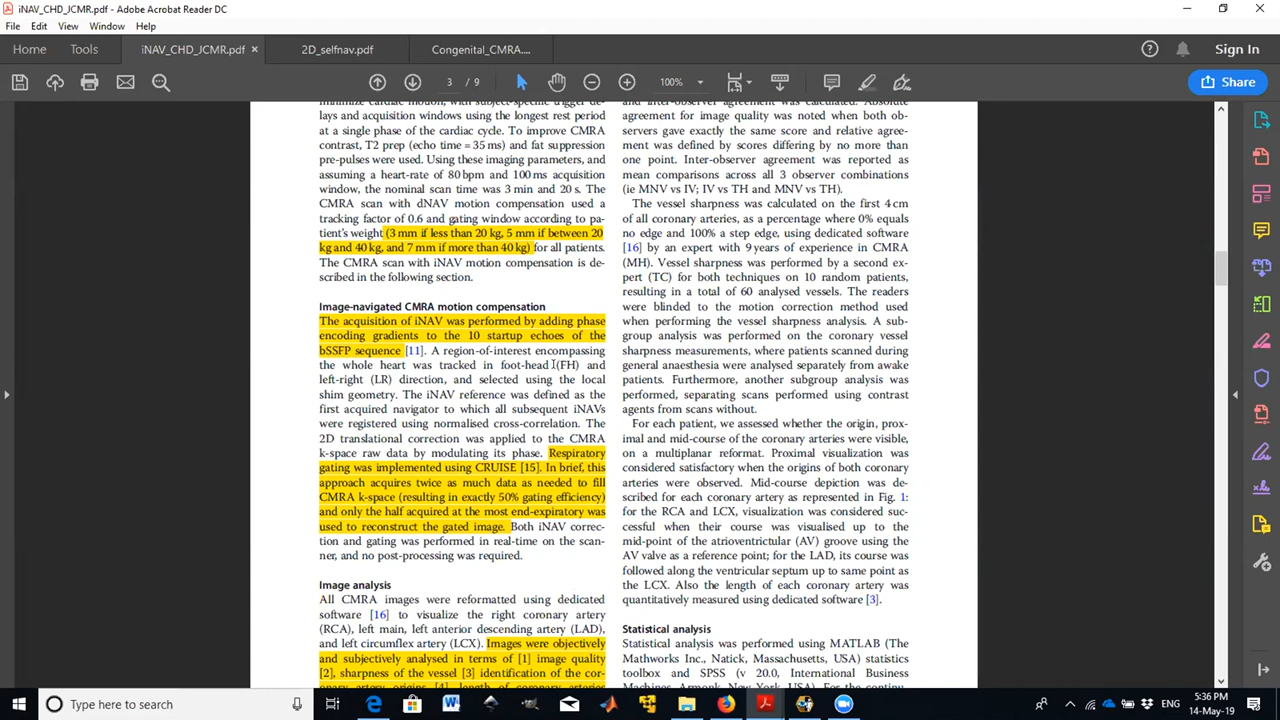 iNAV_CHD_JCMR.pdf - Adobe Acrobat Reader DC
File Edit View Window Help
Home Tools iNAV_CHD_JCMR.pdf × 2D_selfnav.pdf Congenital_CMRA.... Sign In
3 / 9 100% Share
minimize cardiac motion, with subject-specific trigger de-
lays and acquisition windows using the longest rest period
at a single phase of the cardiac cycle. To improve CMRA
contrast, T2 prep (echo time = 35 ms) and fat suppression
pre-pulses were used. Using these imaging parameters, and
assuming a heart-rate of 80 bpm and 100 ms acquisition
window, the nominal scan time was 3 min and 20 s. The
CMRA scan with dNAV motion compensation used a
tracking factor of 0.6 and gating window according to pa-
tient's weight (3 mm if less than 20 kg, 5 mm if between 20
kg and 40 kg, and 7 mm if more than 40 kg) for all patients.
The CMRA scan with iNAV motion compensation is de-
scribed in the following section.
Image-navigated CMRA motion compensation
The acquisition of iNAV was performed by adding phase
encoding gradients to the 10 startup echoes of the
bSSFP sequence [11]. A region-of-interest encompassing
the whole heart was tracked in foot-head (FH) and
left-right (LR) direction, and selected using the local
shim geometry. The iNAV reference was defined as the
first acquired navigator to which all subsequent iNAVs
were registered using normalised cross-correlation. The
2D translational correction was applied to the CMRA
k-space raw data by modulating its phase. Respiratory
gating was implemented using CRUISE [15]. In brief, this
approach acquires twice as much data as needed to fill
CMRA k-space (resulting in exactly 50% gating efficiency)
and only the half acquired at the most end-expiratory was
used to reconstruct the gated image. Both iNAV correc-
tion and gating was performed in real-time on the scan-
ner, and no post-processing was required.
Image analysis
All CMRA images were reformatted using dedicated
software [16] to visualize the right coronary artery
(RCA), left main, left anterior descending artery (LAD),
and left circumflex artery (LCX). Images were objectively
and subjectively analysed in terms of [1] image quality
[2], sharpness of the vessel [3] identification of the cor-
onary artery origins [4] length of coronary arteries
and inter-observer agreement was calculated. Absolute
agreement for image quality was noted when both ob-
servers gave exactly the same score and relative agree-
ment was defined by scores differing by no more than
one point. Inter-observer agreement was reported as
mean comparisons across all 3 observer combinations
(ie MNV vs IV; IV vs TH and MNV vs TH).
The vessel sharpness was calculated on the first 4 cm
of all coronary arteries, as a percentage where 0% equals
no edge and 100% a step edge, using dedicated software
[16] by an expert with 9 years of experience in CMRA
(MH). Vessel sharpness was performed by a second ex-
pert (TC) for both techniques on 10 random patients,
resulting in a total of 60 analysed vessels. The readers
were blinded to the motion correction method used
when performing the vessel sharpness analysis. A sub-
group analysis was performed on the coronary vessel
sharpness measurements, where patients scanned during
general anaesthesia were analysed separately from awake
patients. Furthermore, another subgroup analysis was
performed, separating scans performed using contrast
agents from scans without.
For each patient, we assessed whether the origin, prox-
imal and mid-course of the coronary arteries were visible,
on a multiplanar reformat. Proximal visualization was
considered satisfactory when the origins of both coronary
arteries were observed. Mid-course depiction was de-
scribed for each coronary artery as represented in Fig. 1:
for the RCA and LCX, visualization was considered suc-
cessful when their course was visualised up to the
mid-point of the atrioventrictular (AV) groove using the
AV valve as a reference point; for the LAD, its course was
followed along the ventricular septum up to same point as
the LCX. Also the length of each coronary artery was
quantitatively measured using dedicated software [3].
Statistical analysis
Statistical analysis was performed using MATLAB (The
Mathworks Inc., Natick, Massachusetts, USA) statistics
toolbox and SPSS (v 20.0, International Business
Machines, Armonk, New York, USA). For the continu-
Type here to search
ENG
5:36 PM
14-May-19